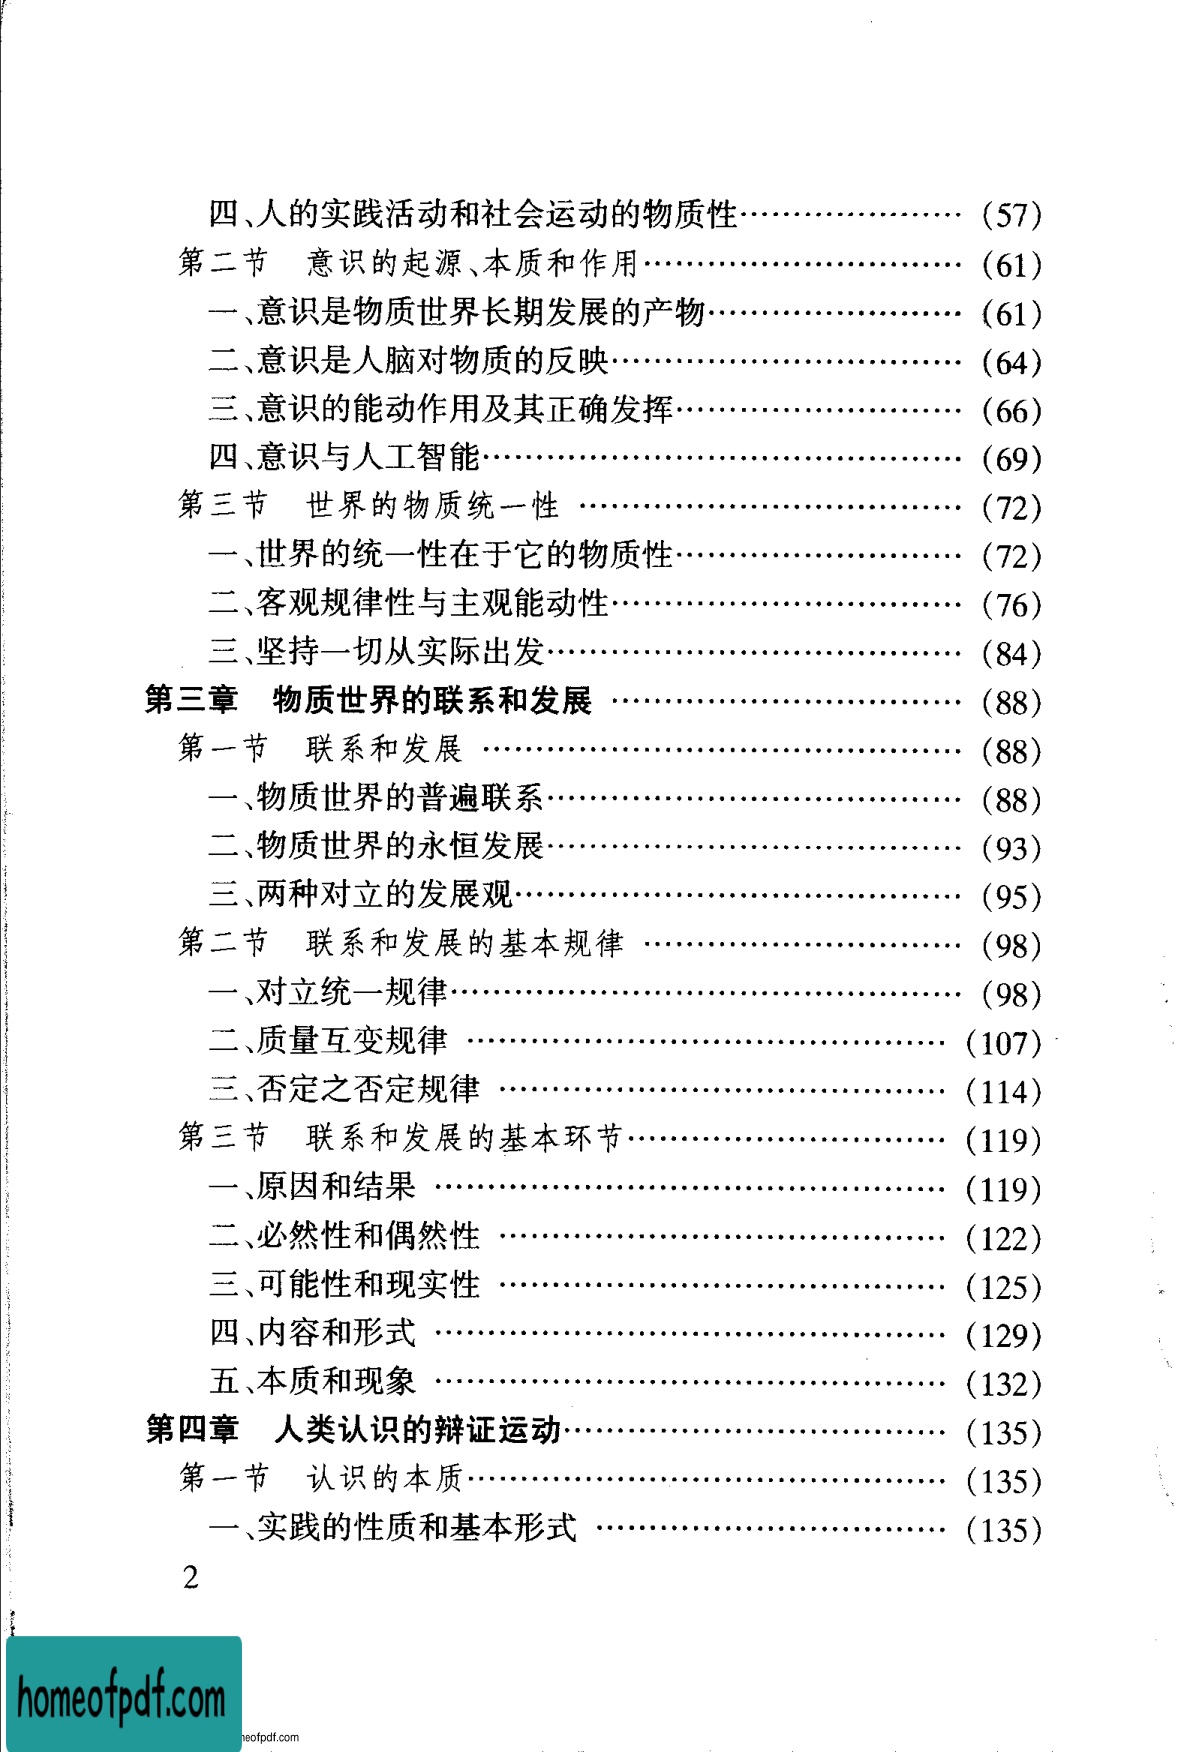 四、人的实践活动和社会运动的物质性…………………(57)
第二节 意识的起源、本质和作用…………………………(61)
一、意识是物质世界长期发展的产物……………………(61)
二、意识是人脑对物质的反映……………………………(64)
三、意识的能动作用及其正确发挥………………………(66)
四、意识与人工智能………………………………………(69)
第三节 世界的物质统一性 ………………………………(72)
一、世界的统一性在于它的物质性………………………(72)
二、客观规律性与主观能动性……………………………(76)
三、坚持一切从实际出发…………………………………(84)
第三章 物质世界的联系和发展 ……………………………(88)
第一节 联系和发展 ………………………………………(88)
一、物质世界的普遍联系…………………………………(88)
二、物质世界的永恒发展…………………………………(93)
三、两种对立的发展观……………………………………(95)
第二节 联系和发展的基本规律 …………………………(98)
一、对立统一规律…………………………………………(98)
二、质量互变规律 ………………………………………(107)
三、否定之否定规律 ……………………………………(114)
第三节 联系和发展的基本环节…………………………(119)
一、原因和结果 …………………………………………(119)
二、必然性和偶然性 ……………………………………(122)
三、可能性和现实性 ……………………………………(125)
四、内容和形式 …………………………………………(129)
五、本质和现象 …………………………………………(132)
第四章 人类认识的辩证运动………………………………(135)
第一节 认识的本质………………………………………(135)
一、实践的性质和基本形式 ……………………………(135)
2
homeofpdf.com
neofpdf.com